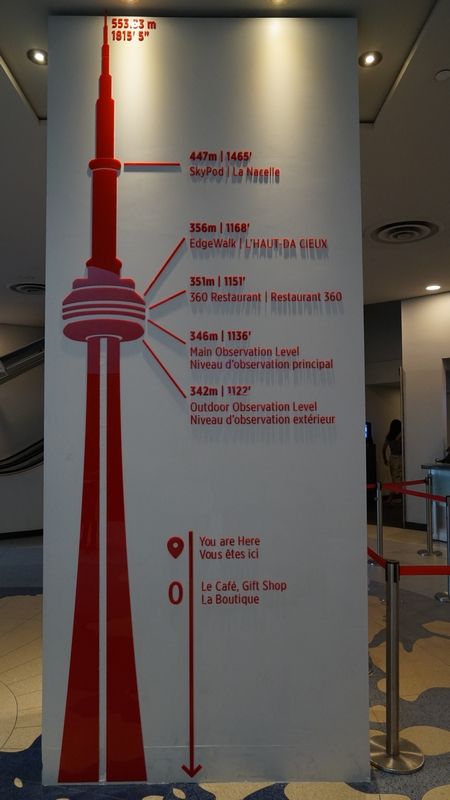 553.33 m
1815' 5"
447m | 1465'
SkyPod | La Nacelle
356m | 1168'
EdgeWalk | L'HAUT-DA CIEUX
351m | 1151'
360 Restaurant | Restaurant 360
346m | 1136'
Main Observation Level
Niveau d'observation principal
342m | 1122'
Outdoor Observation Level
Niveau d'observation extérieur
You are Here
Vous êtes ici
0
Le Café, Gift Shop
La Boutique